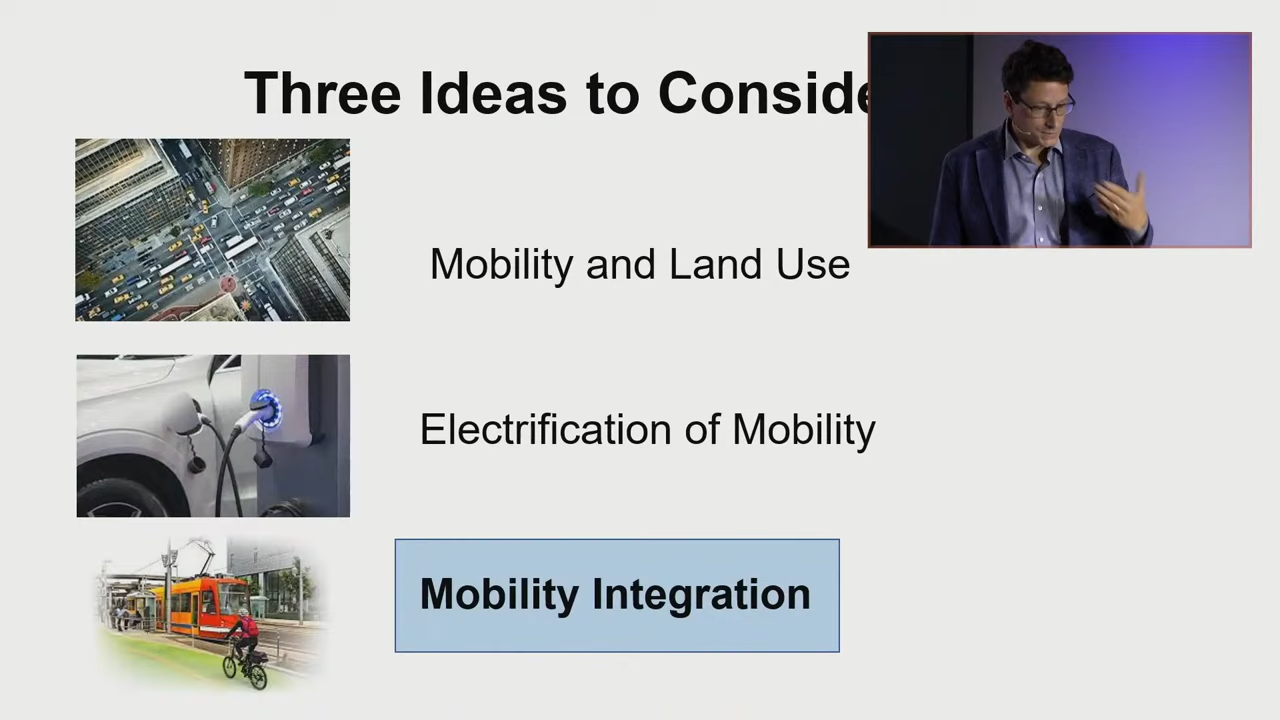 Three Ideas to Conside
Mobility and Land Use
Electrification of Mobility
Mobility Integration